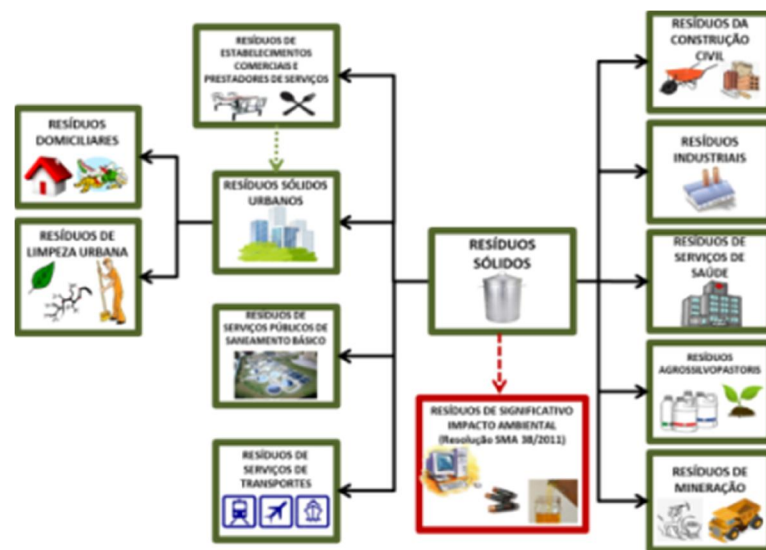 RESÍDUOS DE
ESTABELECIMENTOS
COMERCIAIS E
PRESTADORES DE SERVIÇOS
RESÍDUOS
DOMICILIARES
RESÍDUOS SÓLIDOS
URBANOS
RESÍDUOS DE
LIMPEZA URBANA
RESÍDUOS DE
SERVIÇOS PÚBLICOS DE
SANEAMENTO BÁSICO
RESÍDUOS DE
SERVIÇOS DE
TRANSPORTES
RESÍDUOS
SÓLIDOS
RESÍDUOS DE SIGNIFICATIVO
IMPACTO AMBIENTAL
(Resolução SMA 38/2011)
RESÍDUOS DA
CONSTRUÇÃO
CIVIL
RESÍDUOS
INDUSTRIAIS
RESÍDUOS DE
SERVIÇOS DE
SAÚDE
RESÍDUOS
AGROSSILVOPASTORIS
RESÍDUOS DE
MINERAÇÃO